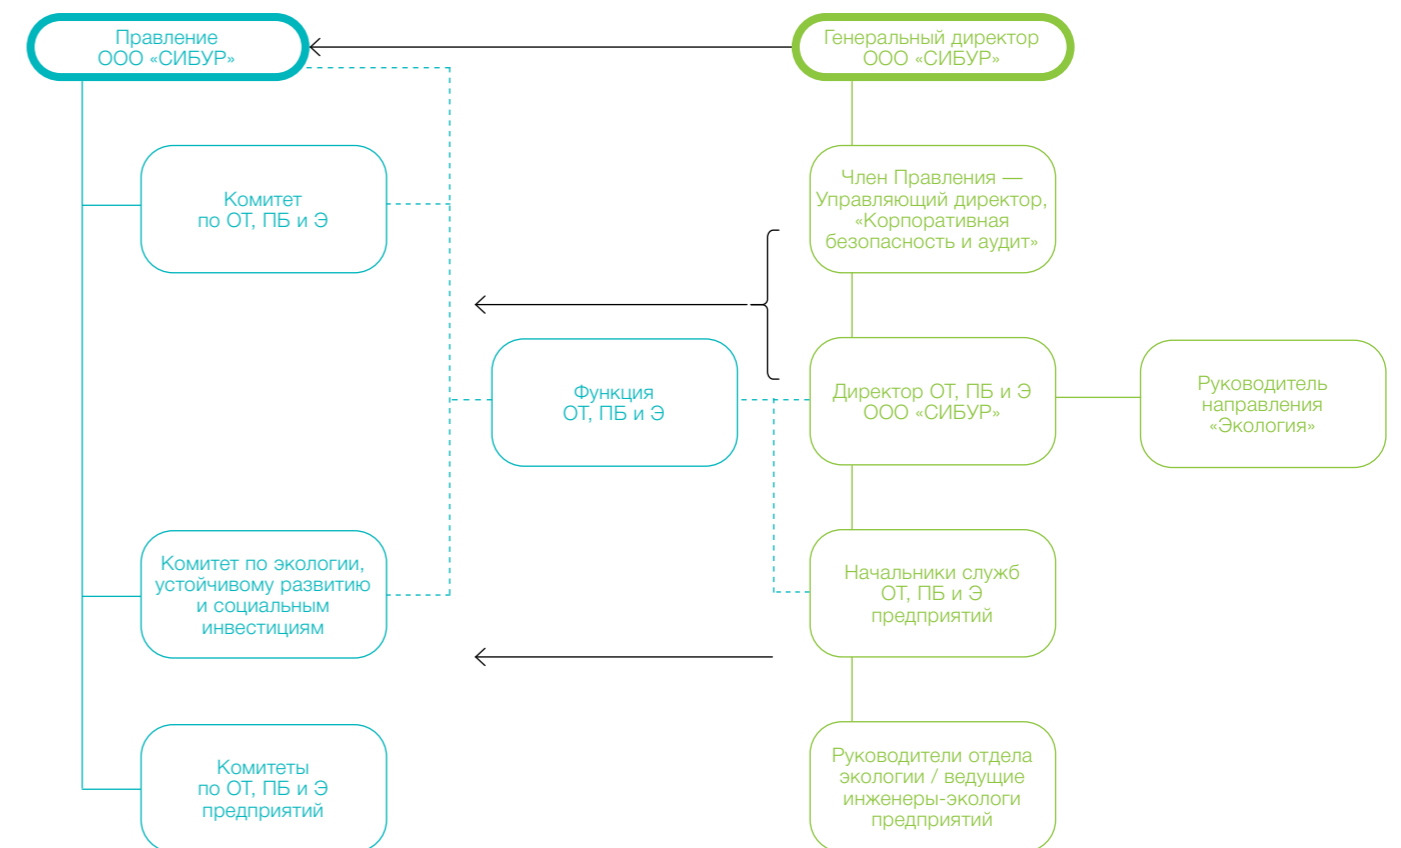 Правление
ООО «СИБУР»
Генеральный директор
ООО «СИБУР»
Комитет
по ОТ, ПБ и Э
Член Правления —
Управляющий директор,
«Корпоративная
безопасность и аудит»
Функция
ОТ, ПБ и Э
Директор ОТ, ПБ и Э
ООО «СИБУР»
Руководитель
направления
«Экология»
Комитет по экологии,
устойчивому развитию
и социальным
инвестициям
Начальники служб
ОТ, ПБ и Э
предприятий
Комитеты
по ОТ, ПБ и Э
предприятий
Руководители отдела
экологии / ведущие
инженеры-экологи
предприятий